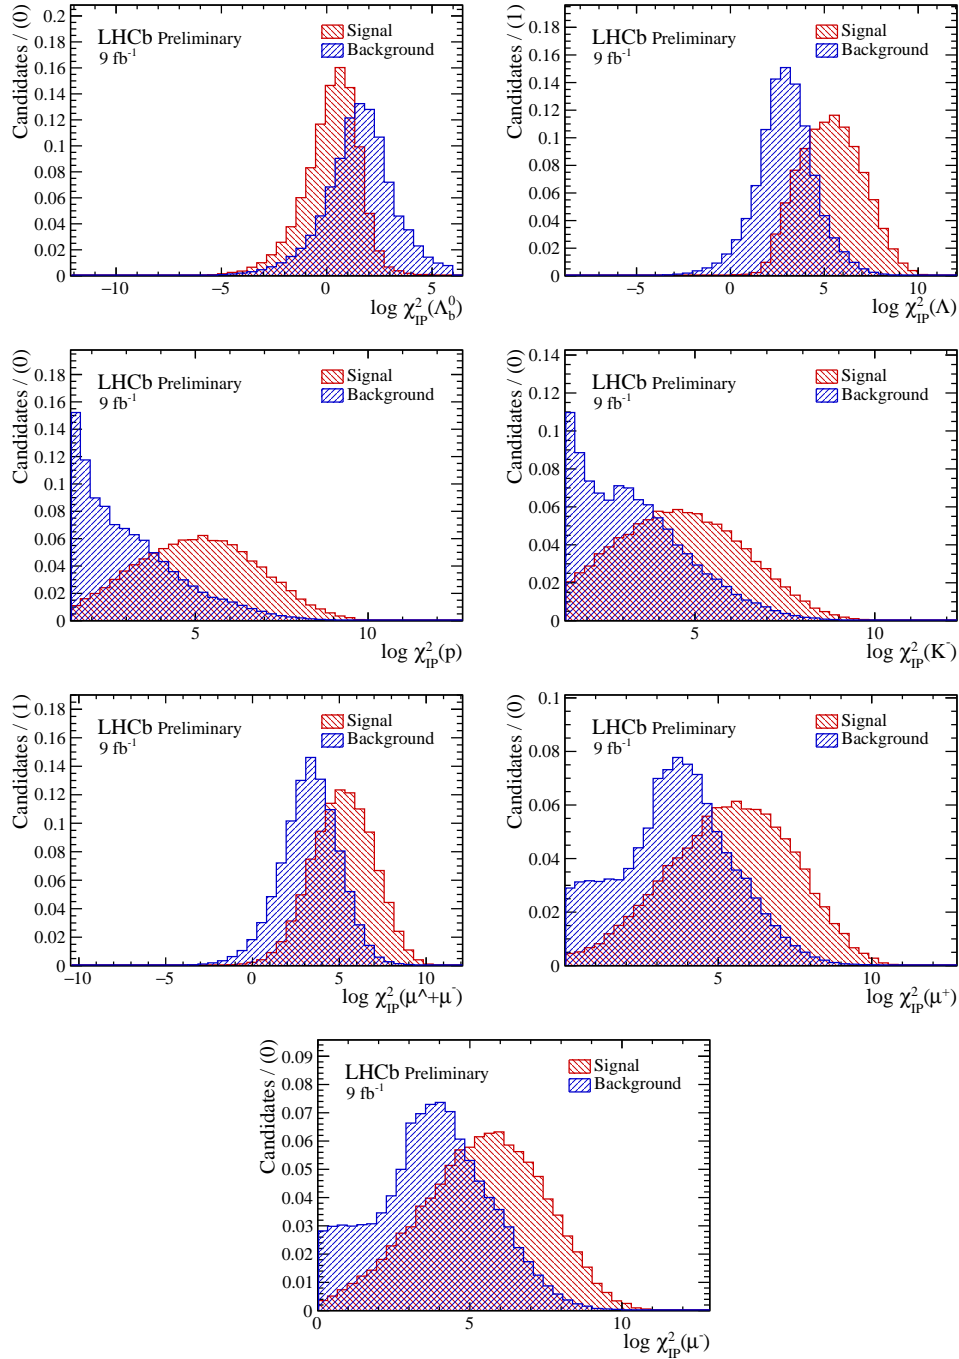 Candidates / (0)
0.2
0.18
0.16
0.14
0.12
0.1
0.08
0.06
0.04
0.02
0
LHCb Preliminary
9 fb⁻¹
Signal
Background
−10
−5
0
5
log χ²_IP(Λ_b⁰)
Candidates / (1)
0.18
0.16
0.14
0.12
0.1
0.08
0.06
0.04
0.02
0
LHCb Preliminary
9 fb⁻¹
Signal
Background
−5
0
5
10
log χ²_IP(Λ)
Candidates / (0)
0.18
0.16
0.14
0.12
0.1
0.08
0.06
0.04
0.02
0
LHCb Preliminary
9 fb⁻¹
Signal
Background
5
10
log χ²_IP(p)
Candidates / (0)
0.14
0.12
0.1
0.08
0.06
0.04
0.02
0
LHCb Preliminary
9 fb⁻¹
Signal
Background
5
10
log χ²_IP(K⁻)
Candidates / (1)
0.18
0.16
0.14
0.12
0.1
0.08
0.06
0.04
0.02
0
LHCb Preliminary
9 fb⁻¹
Signal
Background
−10
−5
0
5
10
log χ²_IP(μ^+μ⁻)
Candidates / (0)
0.1
0.08
0.06
0.04
0.02
0
LHCb Preliminary
9 fb⁻¹
Signal
Background
5
10
log χ²_IP(μ⁺)
Candidates / (0)
0.09
0.08
0.07
0.06
0.05
0.04
0.03
0.02
0.01
0
LHCb Preliminary
9 fb⁻¹
Signal
Background
0
5
10
log χ²_IP(μ⁻)